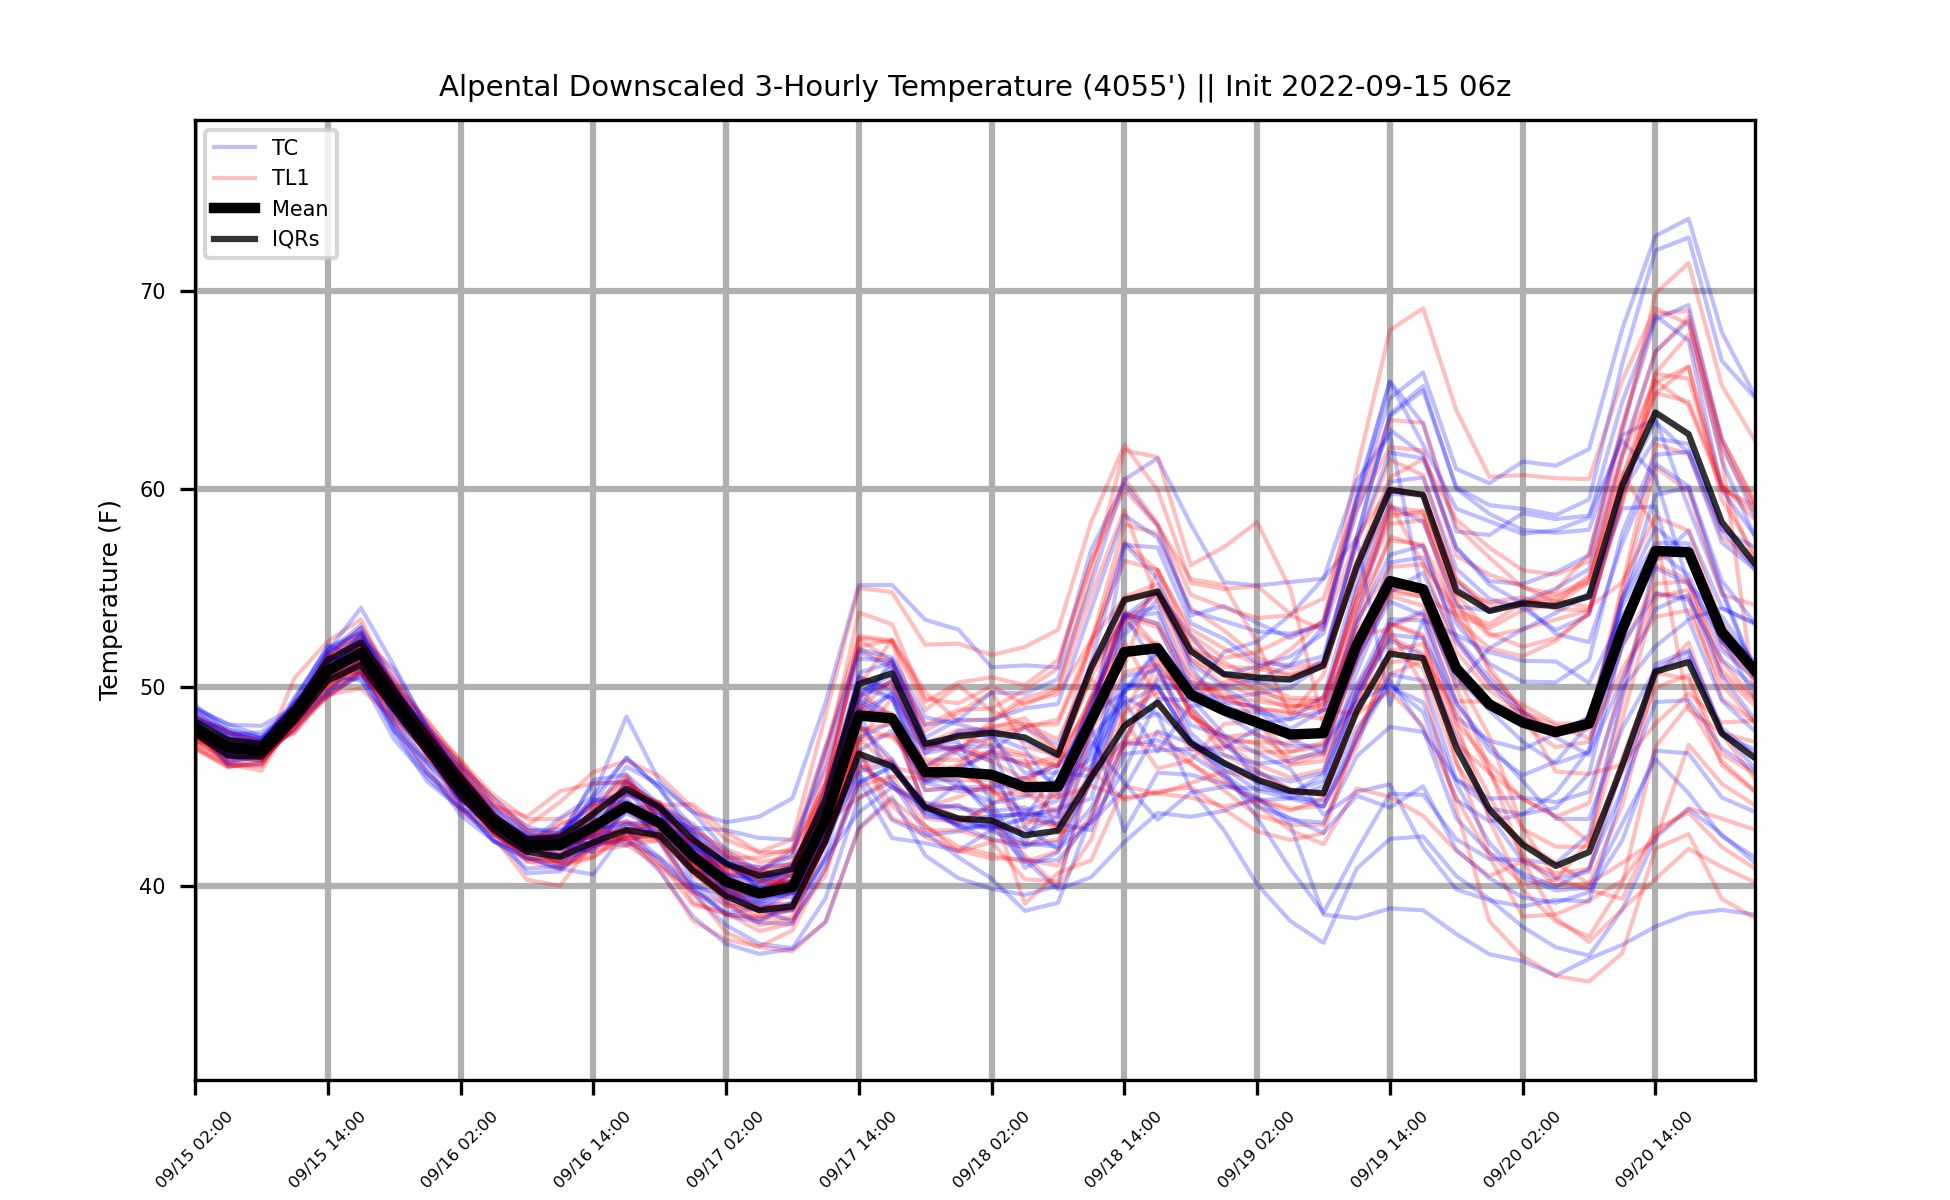 Alpental Downscaled 3-Hourly Temperature (4055') || Init 2022-09-15 06z
TC
TL1
Mean
IQRs
Temperature (F)
70
60
50
40
09/15 02:00
09/15 14:00
09/16 02:00
09/16 14:00
09/17 02:00
09/17 14:00
09/18 02:00
09/18 14:00
09/19 02:00
09/19 14:00
09/20 02:00
09/20 14:00